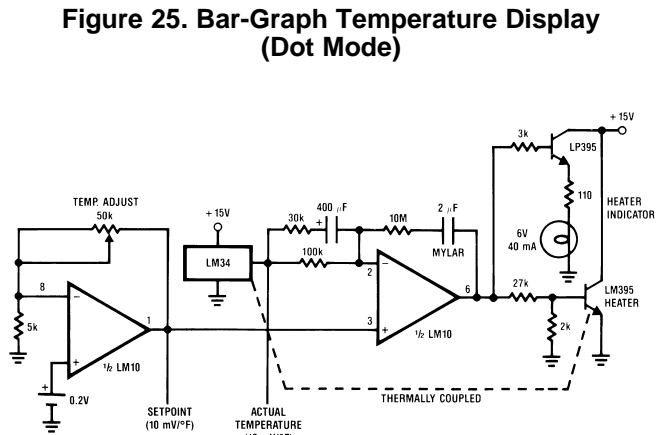 Figure 25. Bar-Graph Temperature Display
(Dot Mode)
+ 15V
3k
LP395
TEMP. ADJUST
50k
+ 15V
30k
+
400 μF
10M
2 μF
MYLAR
110
HEATER
INDICATOR
6V
40 mA
LM34
100k
8
−
2
−
6
27k
LM395
HEATER
5k
1
3
+
½ LM10
2k
+
½ LM10
+
0.2V
THERMALLY COUPLED
SETPOINT
(10 mV/°F)
ACTUAL
TEMPERATURE